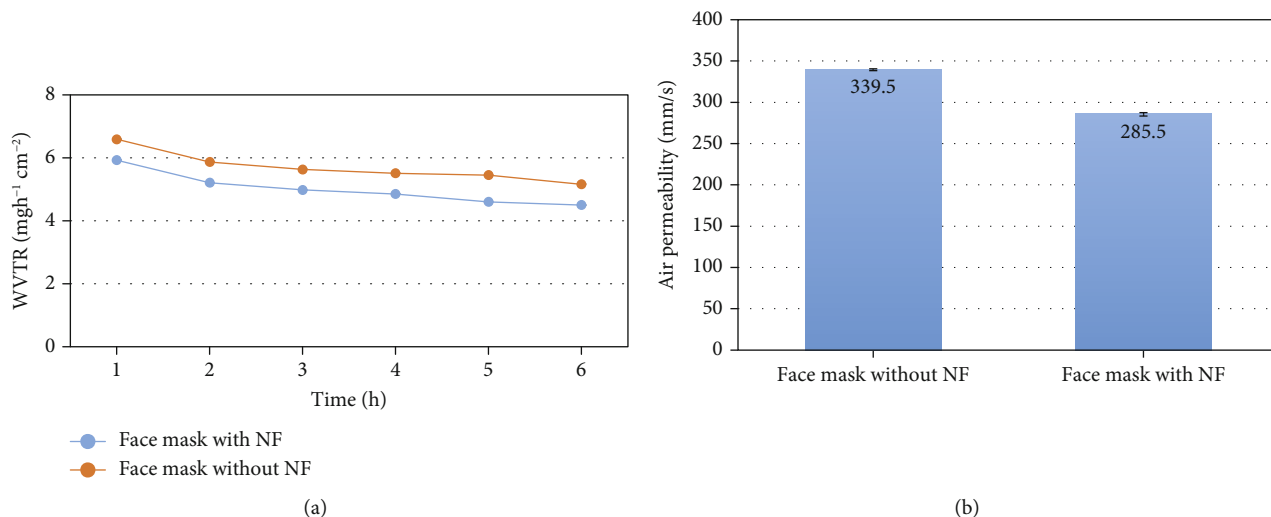 8
6
4
2
0
WVTR (mgh⁻¹ cm⁻²)
1 2 3 4 5 6
Time (h)
Face mask with NF
Face mask without NF
(a)
400
350
300
250
200
150
100
50
0
Air permeability (mm/s)
339.5
285.5
Face mask without NF
Face mask with NF
(b)